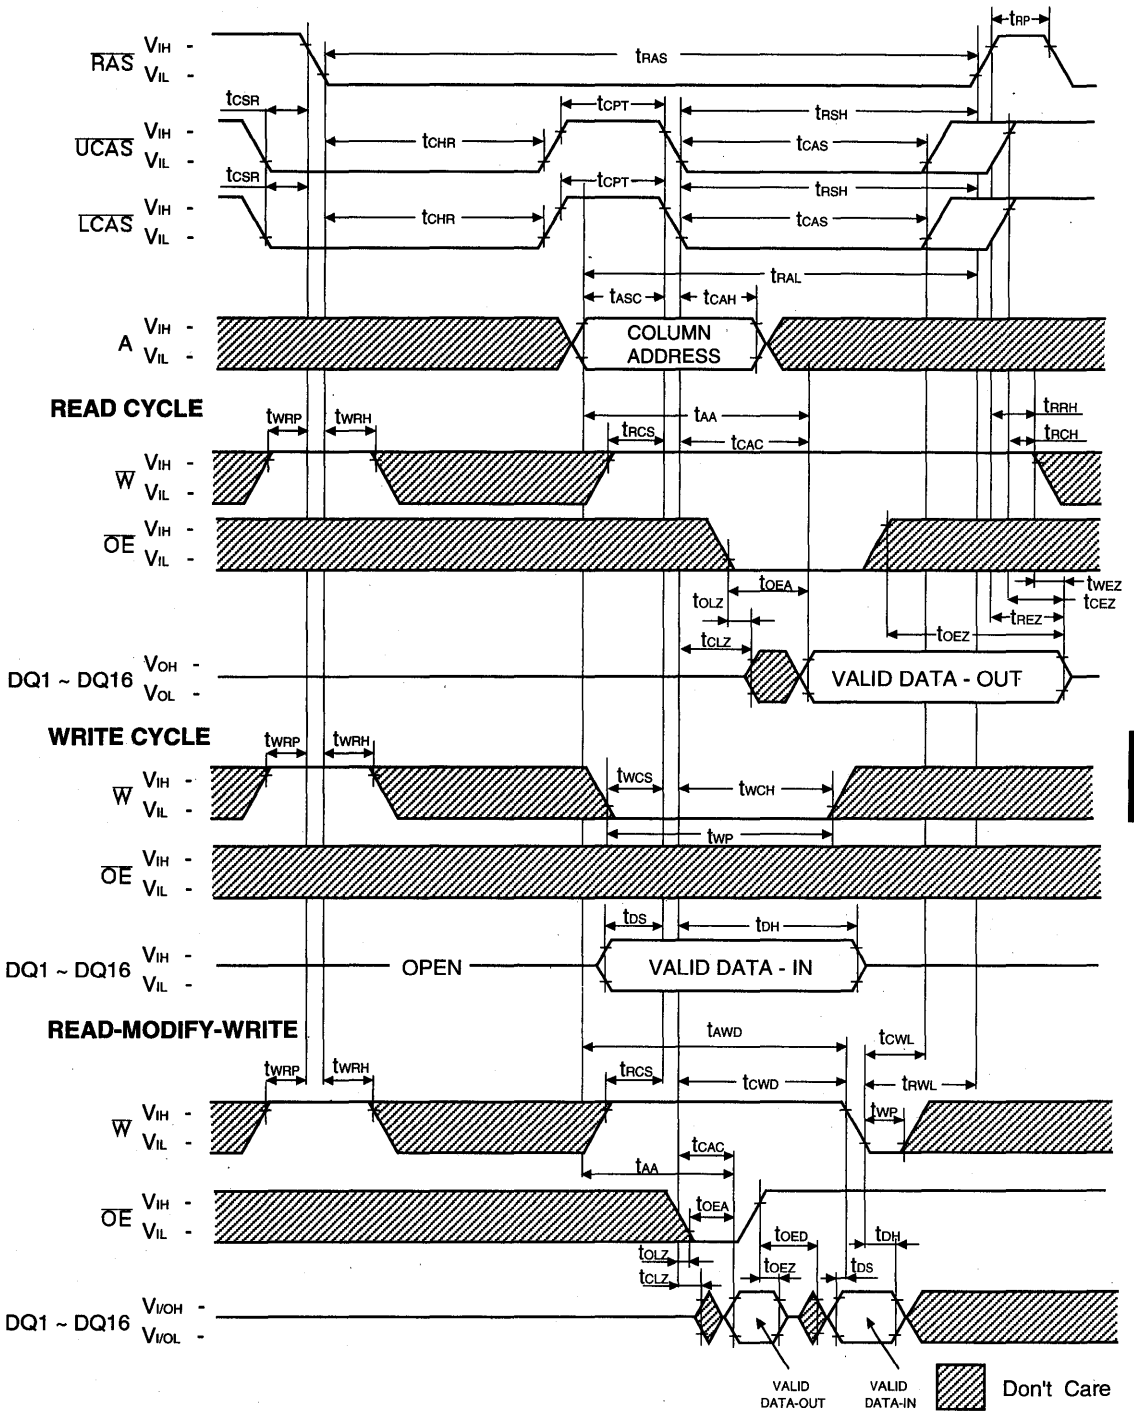 tRP
RAS VIH -
VIL -
tRAS
tCSR
tCPT
tRSH
UCAS VIH -
VIL -
tCHR
tCAS
tCSR
tCPT
tRSH
LCAS VIH -
VIL -
tCHR
tCAS
tRAL
tASC
tCAH
A VIH -
VIL -
COLUMN
ADDRESS
READ CYCLE
tWRP
tWRH
tAA
tRRH
tRCS
tCAC
tRCH
W VIH -
VIL -
OE VIH -
VIL -
tOEA
tWEZ
tOLZ
tCEZ
tREZ
tCLZ
tOEZ
DQ1 ~ DQ16 VOH -
VOL -
VALID DATA - OUT
WRITE CYCLE
tWRP
tWRH
W VIH -
VIL -
tWCS
tWCH
tWP
OE VIH -
VIL -
tDS
tDH
DQ1 ~ DQ16 VIH -
VIL -
OPEN
VALID DATA - IN
READ-MODIFY-WRITE
tAWD
tCWL
tWRP
tWRH
tRCS
tCWD
tRWL
W VIH -
VIL -
tWP
tCAC
tAA
OE VIH -
VIL -
tOEA
tOED
tDH
tOLZ
tOEZ
tDS
tCLZ
DQ1 ~ DQ16 VI/OH -
VI/OL -
VALID
DATA-OUT
VALID
DATA-IN
Don't Care